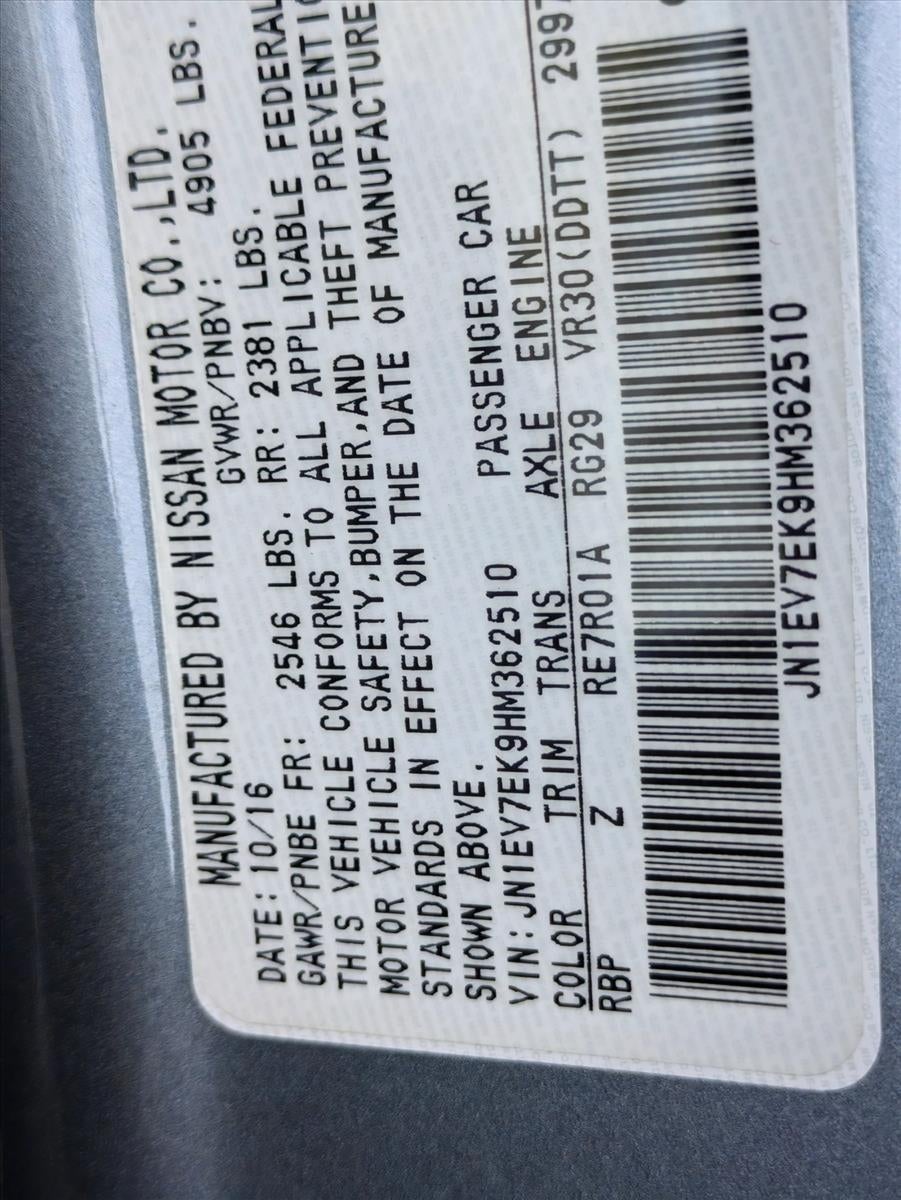 MANUFACTURED BY NISSAN MOTOR CO.,LTD.
DATE: 10/16 GVWR/PNBV: 4905 LBS.
GAWR/PNBE FR: 2546 LBS. RR: 2381 LBS.
THIS VEHICLE CONFORMS TO ALL APPLICABLE FEDERAL
MOTOR VEHICLE SAFETY,BUMPER,AND THEFT PREVENTIO
STANDARDS IN EFFECT ON THE DATE OF MANUFACTURE
SHOWN ABOVE.
VIN:JN1EV7EK9HM362510 PASSENGER CAR
COLOR TRIM TRANS AXLE ENGINE
RBP Z RE7R01A RG29 VR30(DDTT) 2997
JN1EV7EK9HM362510